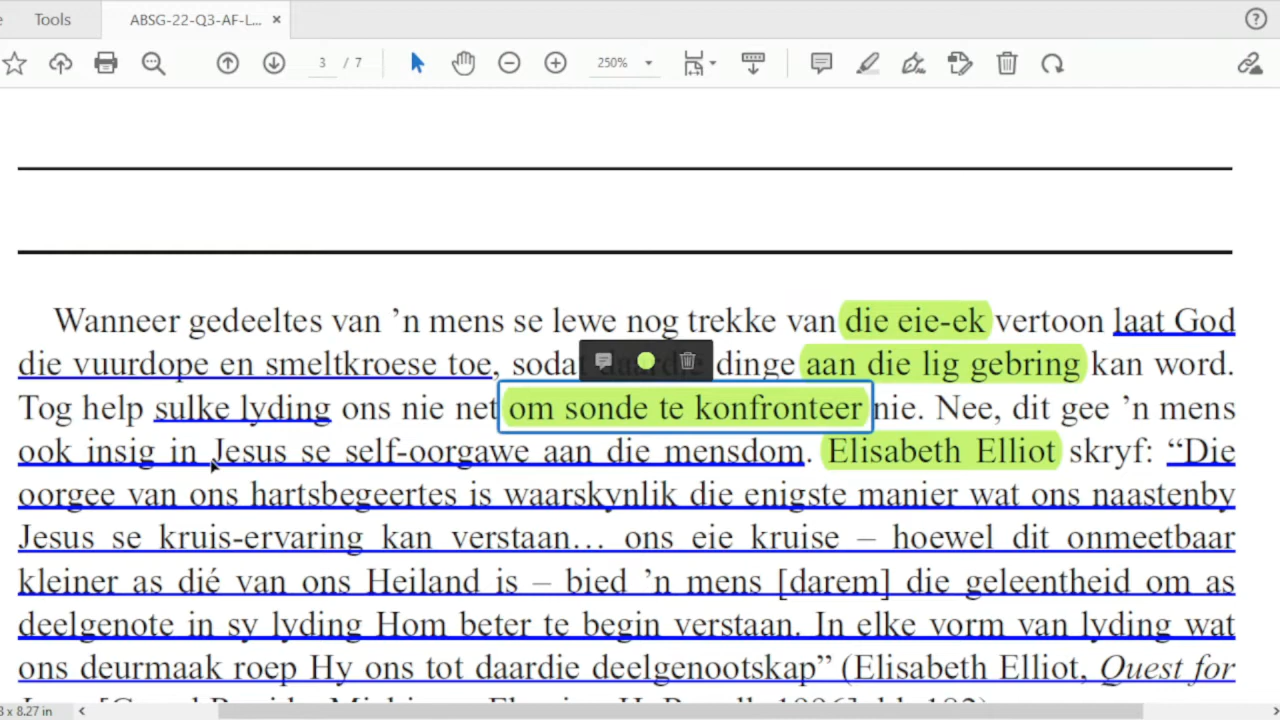 Tools
ABSG-22-Q3-AF-L... ×
3 / 7
250%
Wanneer gedeeltes van ’n mens se lewe nog trekke van die eie-ek vertoon laat God
die vuurdope en smeltkroese toe, sodat daardie dinge aan die lig gebring kan word.
Tog help sulke lyding ons nie net om sonde te konfronteer nie. Nee, dit gee ’n mens
ook insig in Jesus se self-oorgawe aan die mensdom. Elisabeth Elliot skryf: “Die
oorgee van ons hartsbegeertes is waarskynlik die enigste manier wat ons naastenby
Jesus se kruis-ervaring kan verstaan… ons eie kruise – hoewel dit onmeetbaar
kleiner as dié van ons Heiland is – bied ’n mens [darem] die geleentheid om as
deelgenote in sy lyding Hom beter te begin verstaan. In elke vorm van lyding wat
ons deurmaak roep Hy ons tot daardie deelgenootskap” (Elisabeth Elliot, Quest for
x 8.27 in